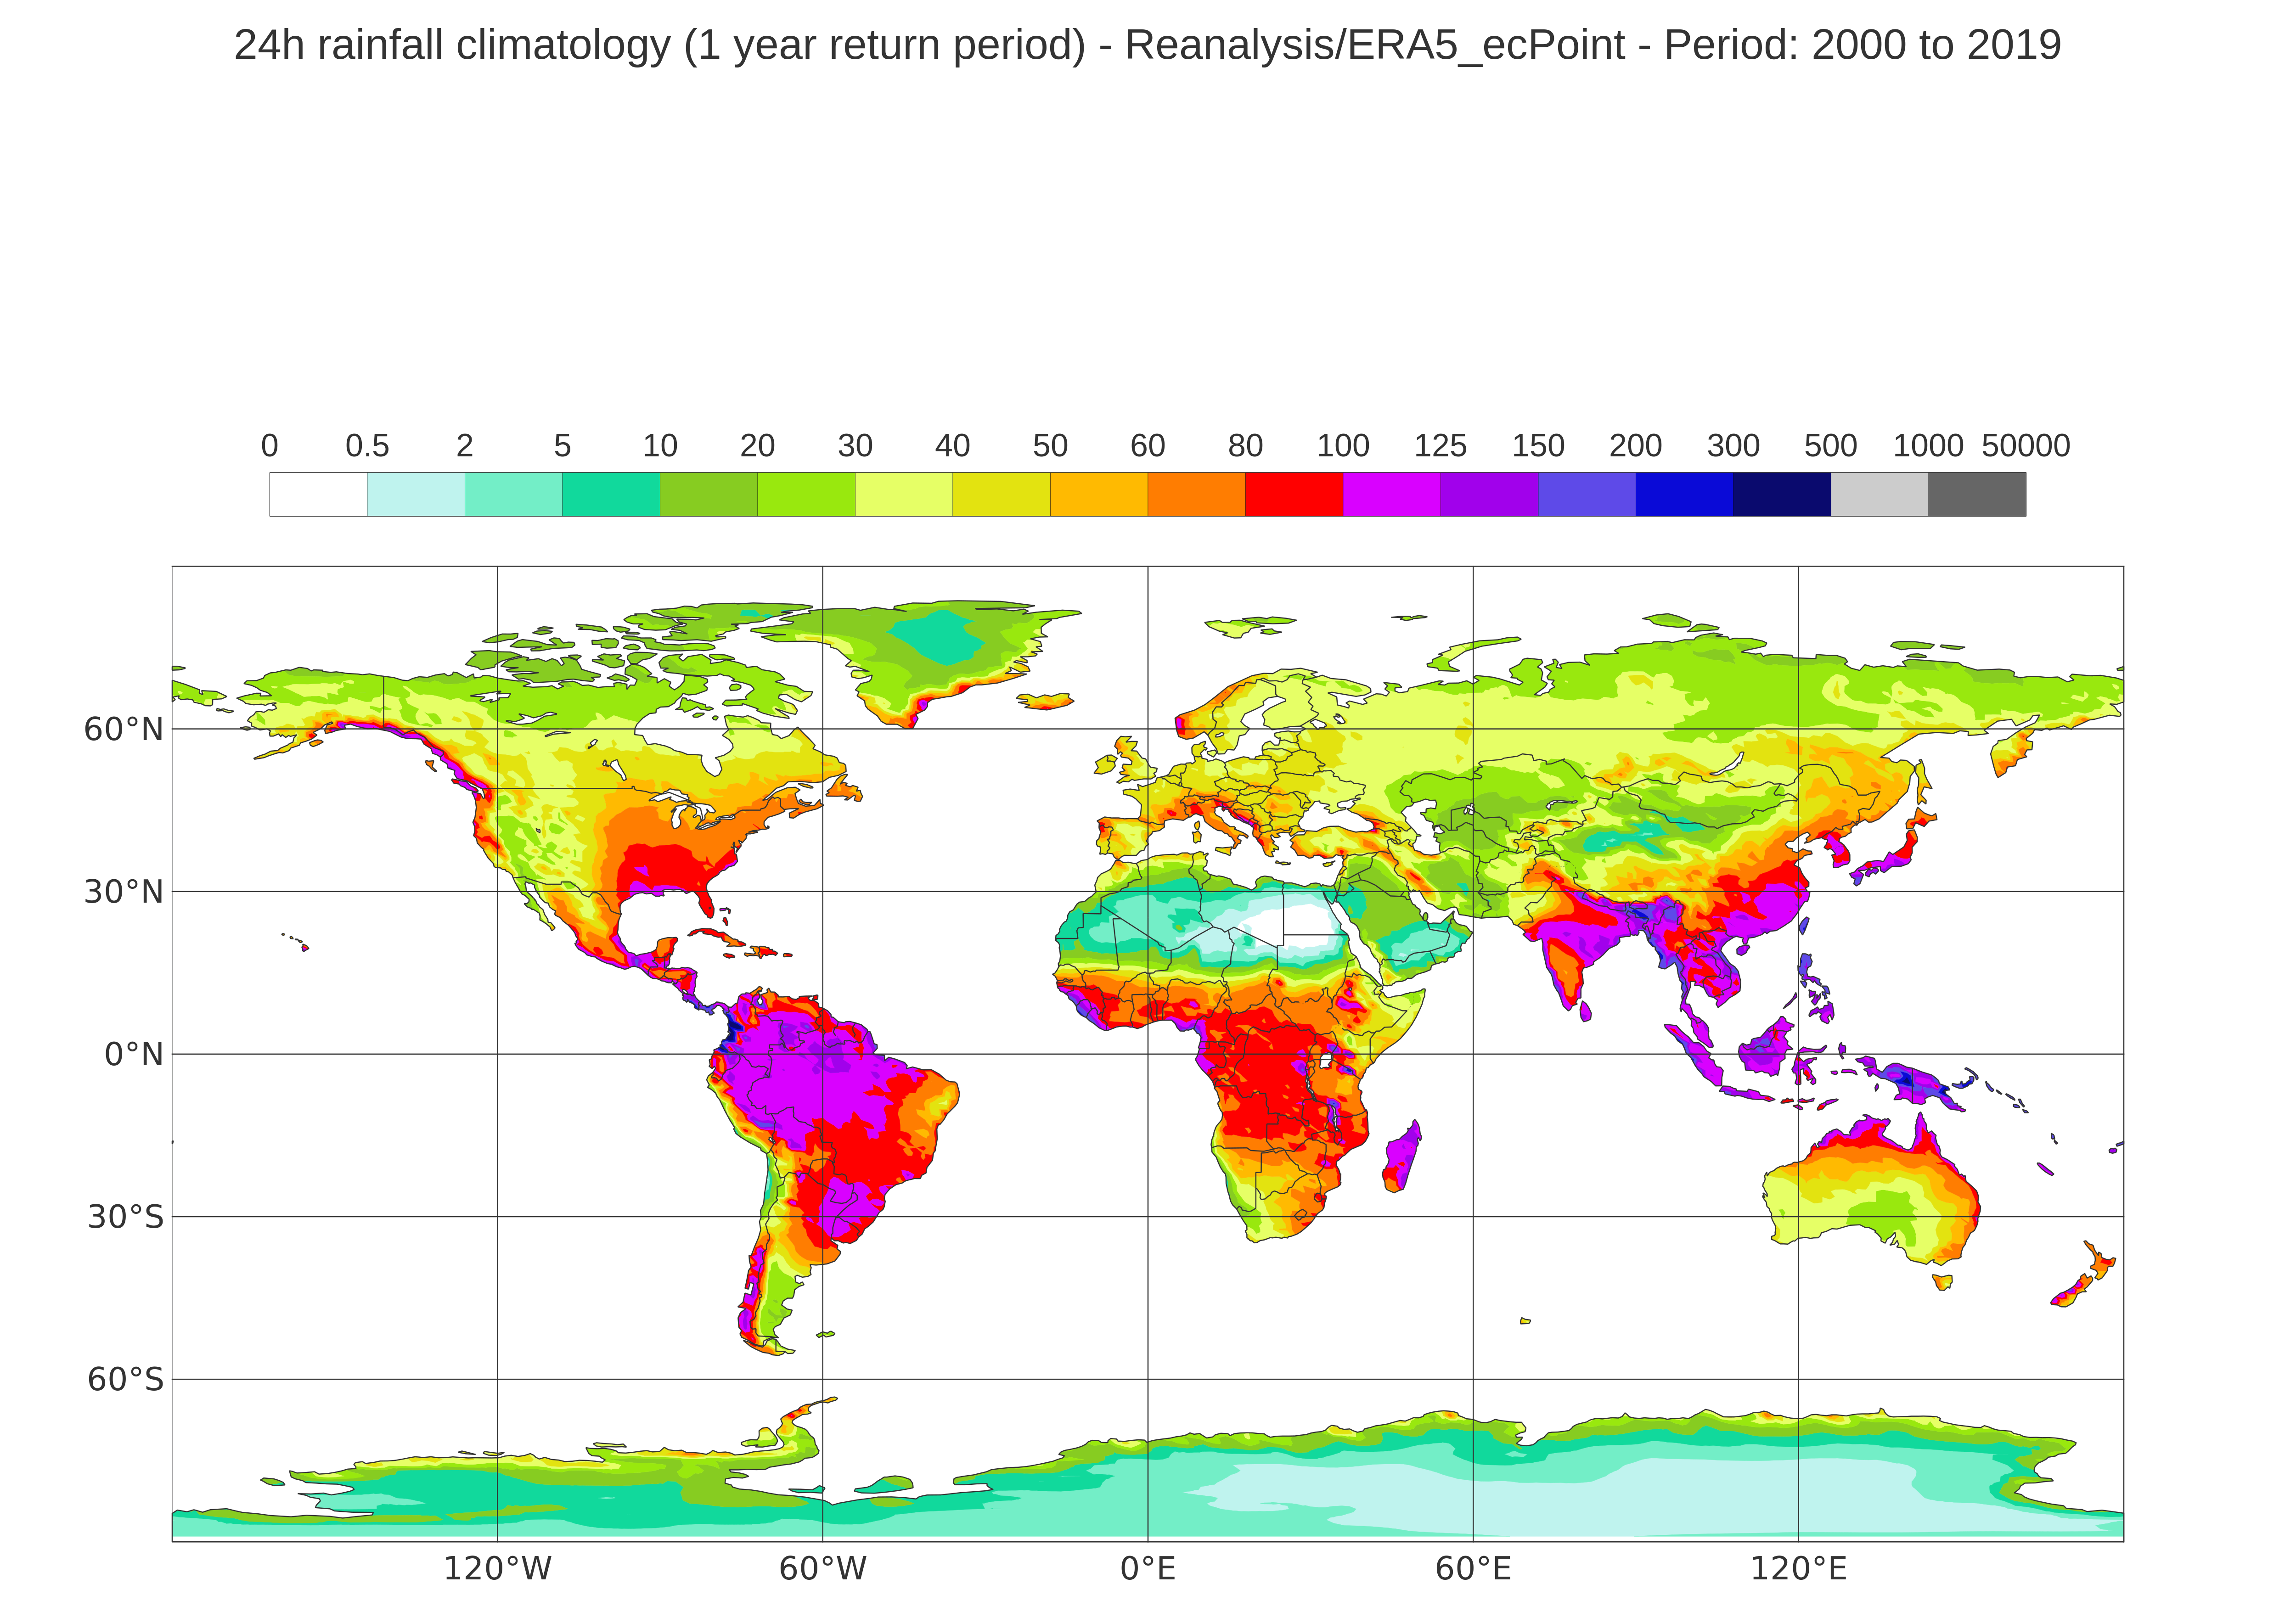 24h rainfall climatology (1 year return period) - Reanalysis/ERA5_ecPoint - Period: 2000 to 2019
0 0.5 2 5 10 20 30 40 50 60 80 100 125 150 200 300 500 1000 50000
60°N
30°N
0°N
30°S
60°S
120°W 60°W 0°E 60°E 120°E